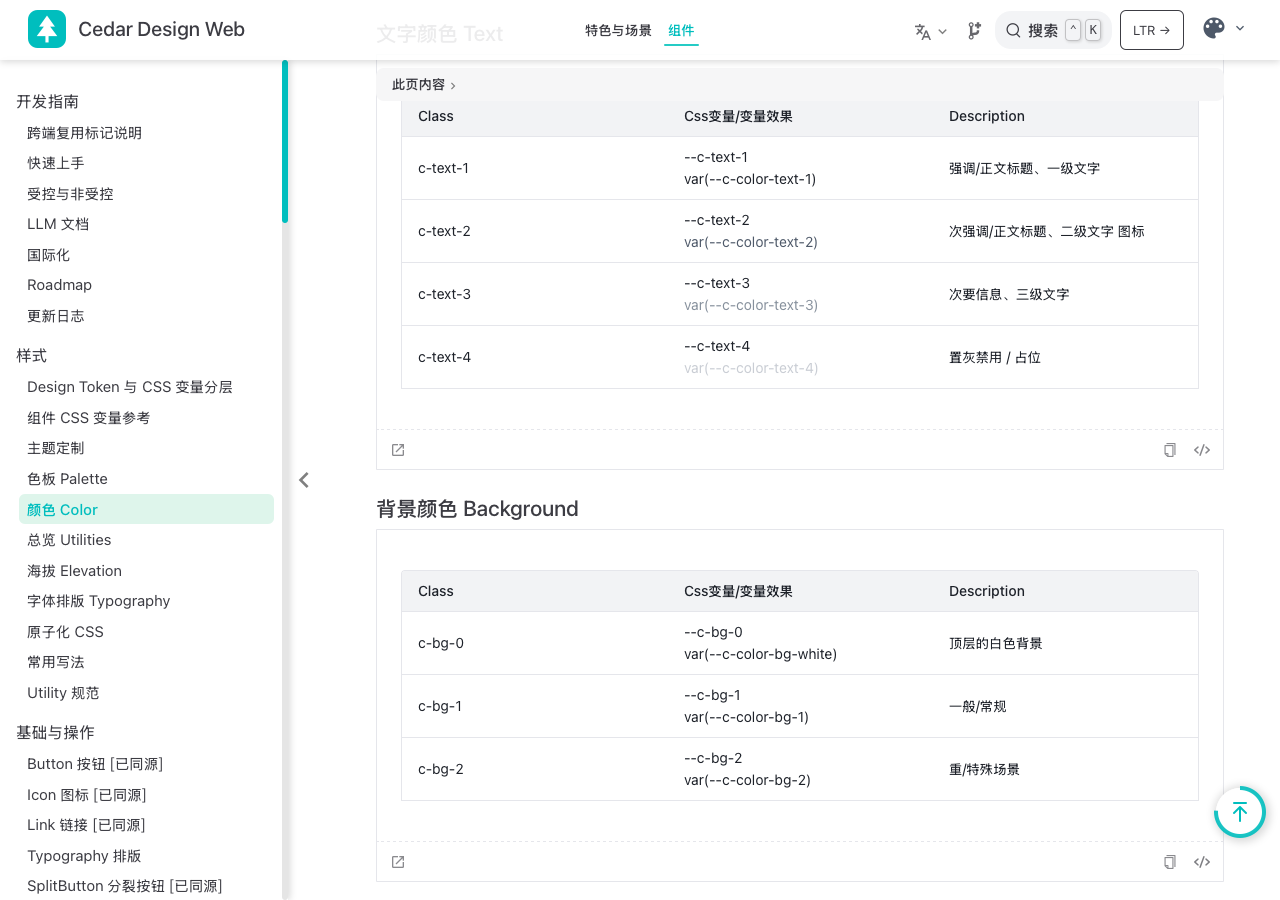 Cedar Design Web
文字颜色 Text
特色与场景
组件
搜索
^
K
LTR →
开发指南
跨端复用标记说明
快速上手
受控与非受控
LLM 文档
国际化
Roadmap
更新日志
样式
Design Token 与 CSS 变量分层
组件 CSS 变量参考
主题定制
色板 Palette
颜色 Color
总览 Utilities
海拔 Elevation
字体排版 Typography
原子化 CSS
常用写法
Utility 规范
基础与操作
Button 按钮 [已同源]
Icon 图标 [已同源]
Link 链接 [已同源]
Typography 排版
SplitButton 分裂按钮 [已同源]
此页内容 ›
Class Css变量/变量效果 Description
c-text-1
--c-text-1
var(--c-color-text-1)
强调/正文标题、一级文字
c-text-2
--c-text-2
var(--c-color-text-2)
次强调/正文标题、二级文字 图标
c-text-3
--c-text-3
var(--c-color-text-3)
次要信息、三级文字
c-text-4
--c-text-4
var(--c-color-text-4)
置灰禁用 / 占位
背景颜色 Background
Class Css变量/变量效果 Description
c-bg-0
--c-bg-0
var(--c-color-bg-white)
顶层的白色背景
c-bg-1
--c-bg-1
var(--c-color-bg-1)
一般/常规
c-bg-2
--c-bg-2
var(--c-color-bg-2)
重/特殊场景